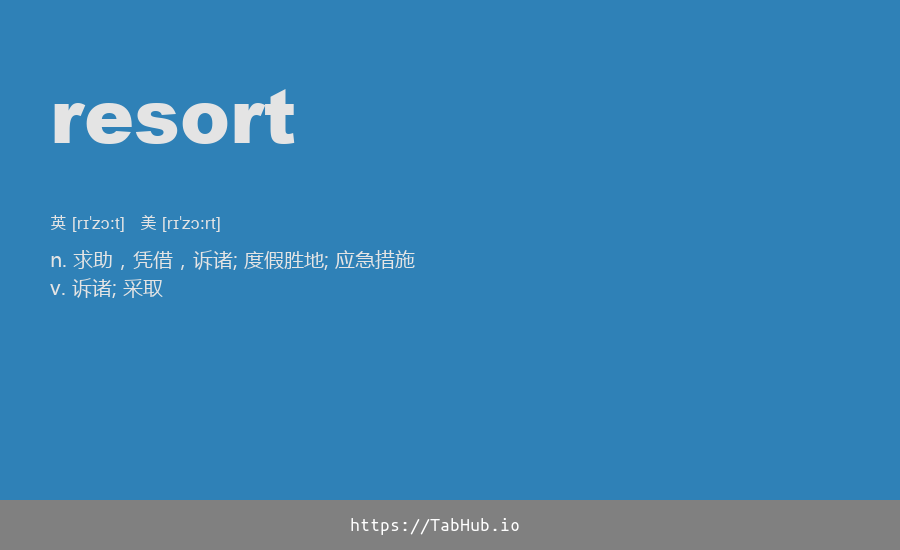 resort
英 [rɪˈzɔːt] 美 [rɪˈzɔːrt]
n. 求助，凭借，诉诸; 度假胜地; 应急措施
v. 诉诸; 采取
https://TabHub.io